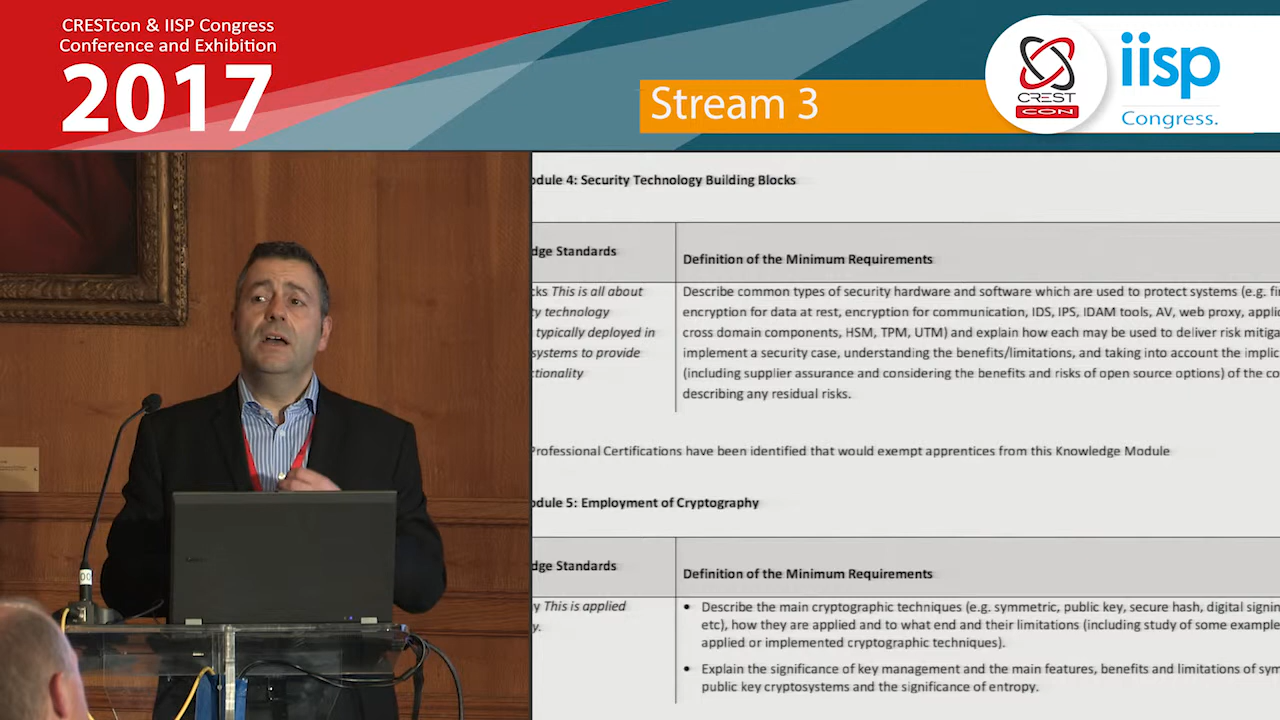 CRESTcon & IISP Congress
Conference and Exhibition
2017
Stream 3
CREST
CON
iisp
Congress.
odule 4: Security Technology Building Blocks
dge Standards
Definition of the Minimum Requirements
cks This is all about
ty technology
typically deployed in
systems to provide
ctionality
Describe common types of security hardware and software which are used to protect systems (e.g. fi
encryption for data at rest, encryption for communication, IDS, IPS, IDAM tools, AV, web proxy, applic
cross domain components, HSM, TPM, UTM) and explain how each may be used to deliver risk mitiga
implement a security case, understanding the benefits/limitations, and taking into account the implic
(including supplier assurance and considering the benefits and risks of open source options) of the co
describing any residual risks.
Professional Certifications have been identified that would exempt apprentices from this Knowledge Module
odule 5: Employment of Cryptography
dge Standards
Definition of the Minimum Requirements
y This is applied
y.
• Describe the main cryptographic techniques (e.g. symmetric, public key, secure hash, digital signin
etc), how they are applied and to what end and their limitations (including study of some example
applied or implemented cryptographic techniques).
• Explain the significance of key management and the main features, benefits and limitations of sym
public key cryptosystems and the significance of entropy.